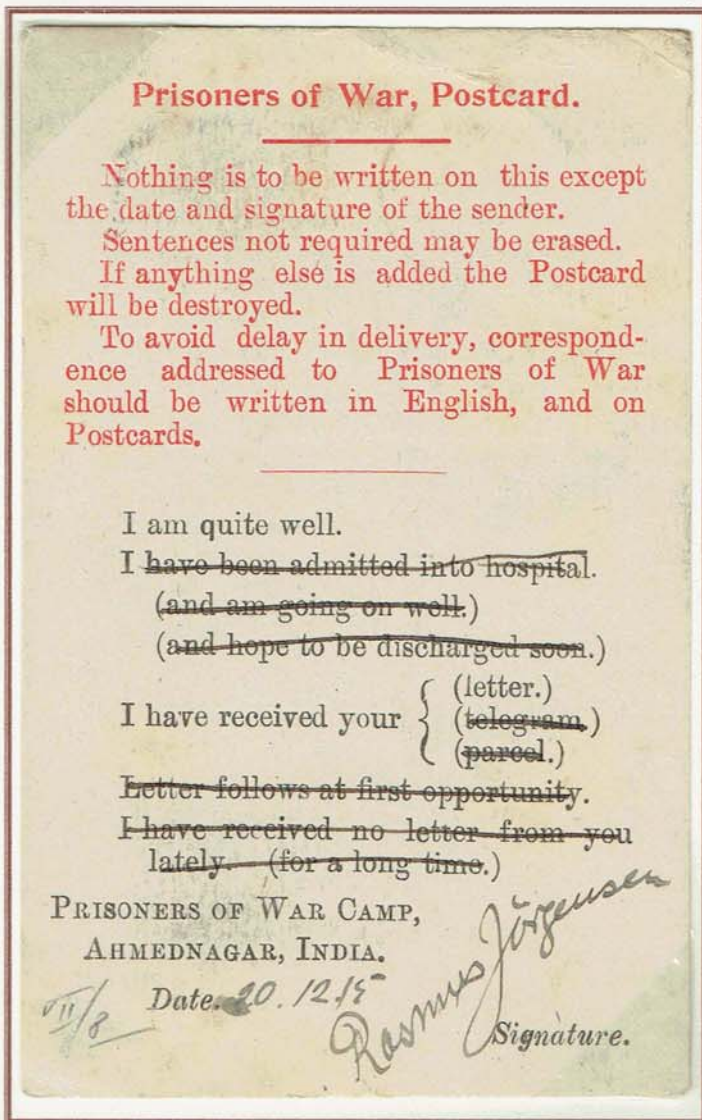 Prisoners of War, Postcard.
Nothing is to be written on this except
the date and signature of the sender.
Sentences not required may be erased.
If anything else is added the Postcard
will be destroyed.
To avoid delay in delivery, correspond-
ence addressed to Prisoners of War
should be written in English, and on
Postcards.
I am quite well.
I have been admitted into hospital.
(and am going on well.)
(and hope to be discharged soon.)
I have received your { (letter.)
(telegram.)
(parcel.)
Letter follows at first opportunity.
I have received no letter from you
lately. (for a long time.)
PRISONERS OF WAR CAMP,
AHMEDNAGAR, INDIA.
Date. 20.12.15
Rasmus Jörgensen
Signature.